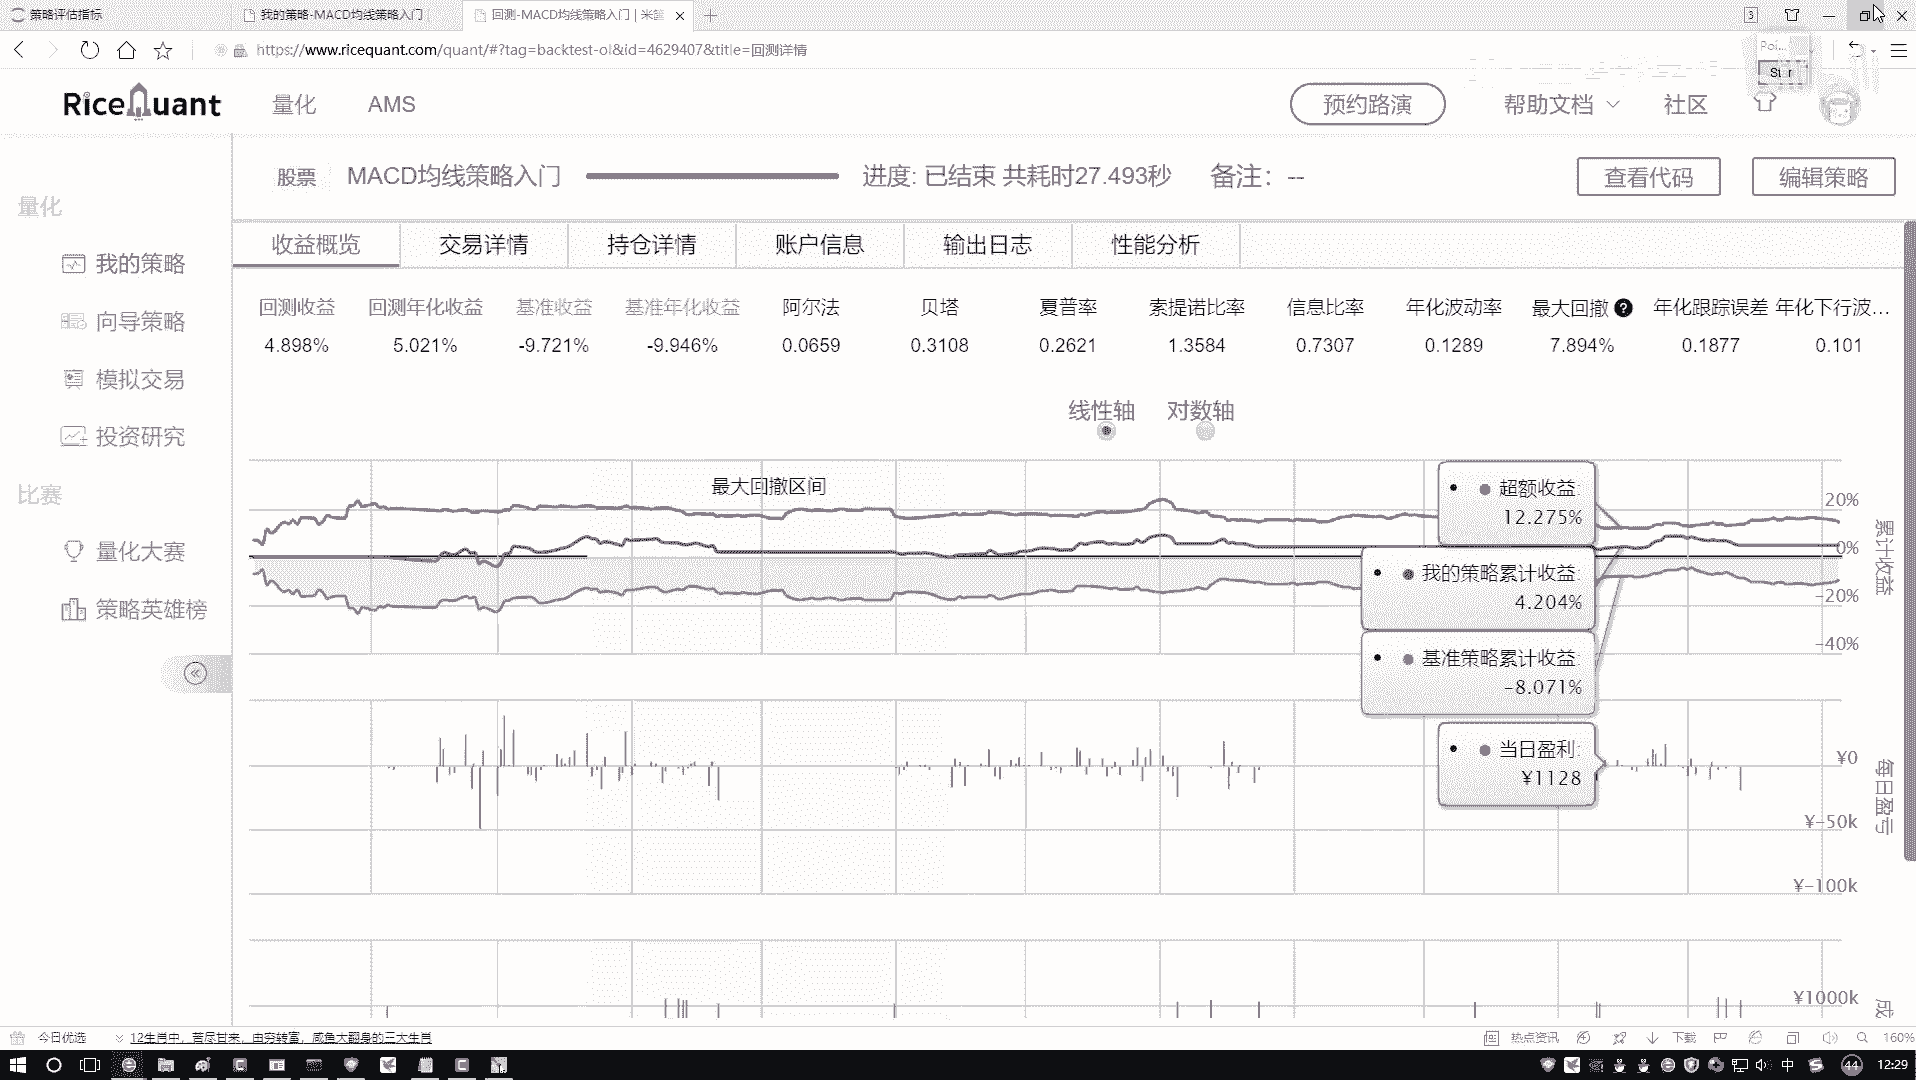 策略评估指标
我的策略-MACD均线策略入门
回测-MACD均线策略入门 | 米筐
3
https://www.ricequant.com/quant/#?tag=backtest-ol&id=4629407&title=回测详情
Poi...
RiceQuant
量化
AMS
预约路演
帮助文档
社区
股票
MACD均线策略入门
进度: 已结束 共耗时27.493秒
备注: --
查看代码
编辑策略
量化
我的策略
向导策略
模拟交易
投资研究
比赛
量化大赛
策略英雄榜
收益概览
交易详情
持仓详情
账户信息
输出日志
性能分析
回测收益 回测年化收益 基准收益 基准年化收益 阿尔法 贝塔 夏普率 索提诺比率 信息比率 年化波动率 最大回撤 ? 年化跟踪误差 年化下行波...
4.898% 5.021% -9.721% -9.946% 0.0659 0.3108 0.2621 1.3584 0.7307 0.1289 7.894% 0.1877 0.101
线性轴 对数轴
最大回撤区间
超额收益:
12.275%
我的策略累计收益:
4.204%
基准策略累计收益:
-8.071%
当日盈利:
¥1128
20%
0%
-20%
-40%
累计收益
¥0
¥-50k
¥-100k
每日盈亏
¥1000k
成
今日优选
12生肖中，苦尽甘来，由穷转富，咸鱼大翻身的三大生肖
热点资讯
下载
160%
中
44
12:29